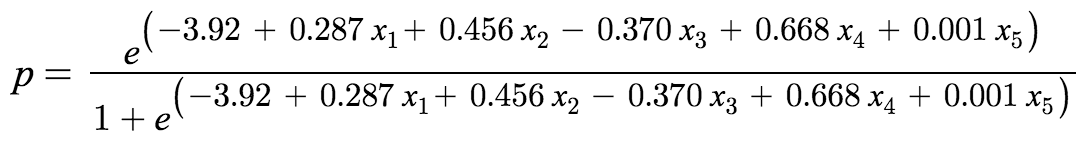 p = e^(−3.92 + 0.287 x₁ + 0.456 x₂ − 0.370 x₃ + 0.668 x₄ + 0.001 x₅)
1 + e^(−3.92 + 0.287 x₁ + 0.456 x₂ − 0.370 x₃ + 0.668 x₄ + 0.001 x₅)